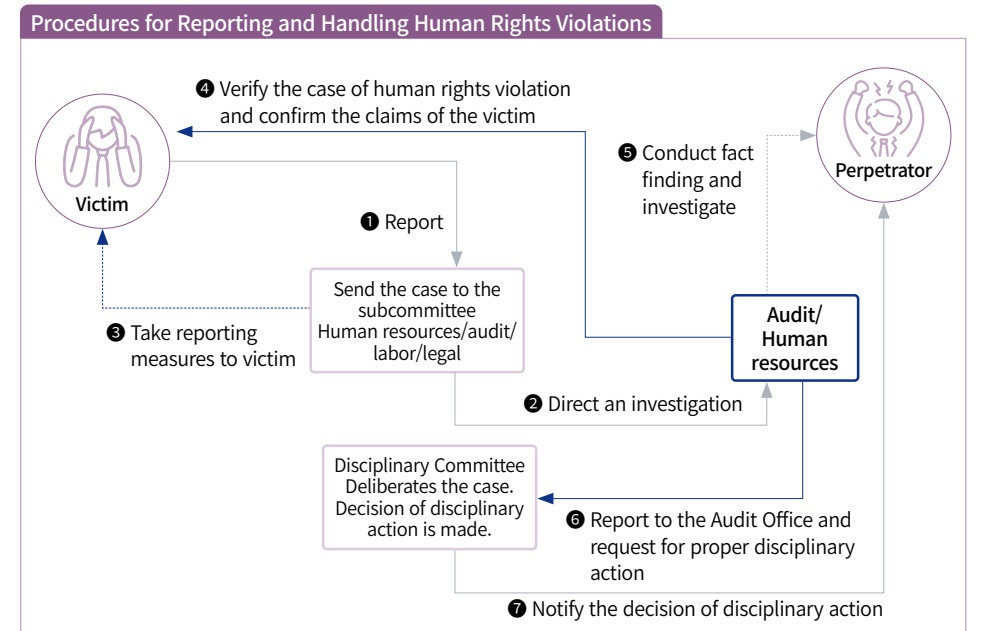 Procedures for Reporting and Handling Human Rights Violations
❹ Verify the case of human rights violation
and confirm the claims of the victim
Victim
❺ Conduct fact
finding and
investigate
Perpetrator
❶ Report
Send the case to the
subcommittee
Human resources/audit/
labor/legal
❸ Take reporting
measures to victim
Audit/
Human
resources
❷ Direct an investigation
Disciplinary Committee
Deliberates the case.
Decision of disciplinary
action is made.
❻ Report to the Audit Office and
request for proper disciplinary
action
❼ Notify the decision of disciplinary action